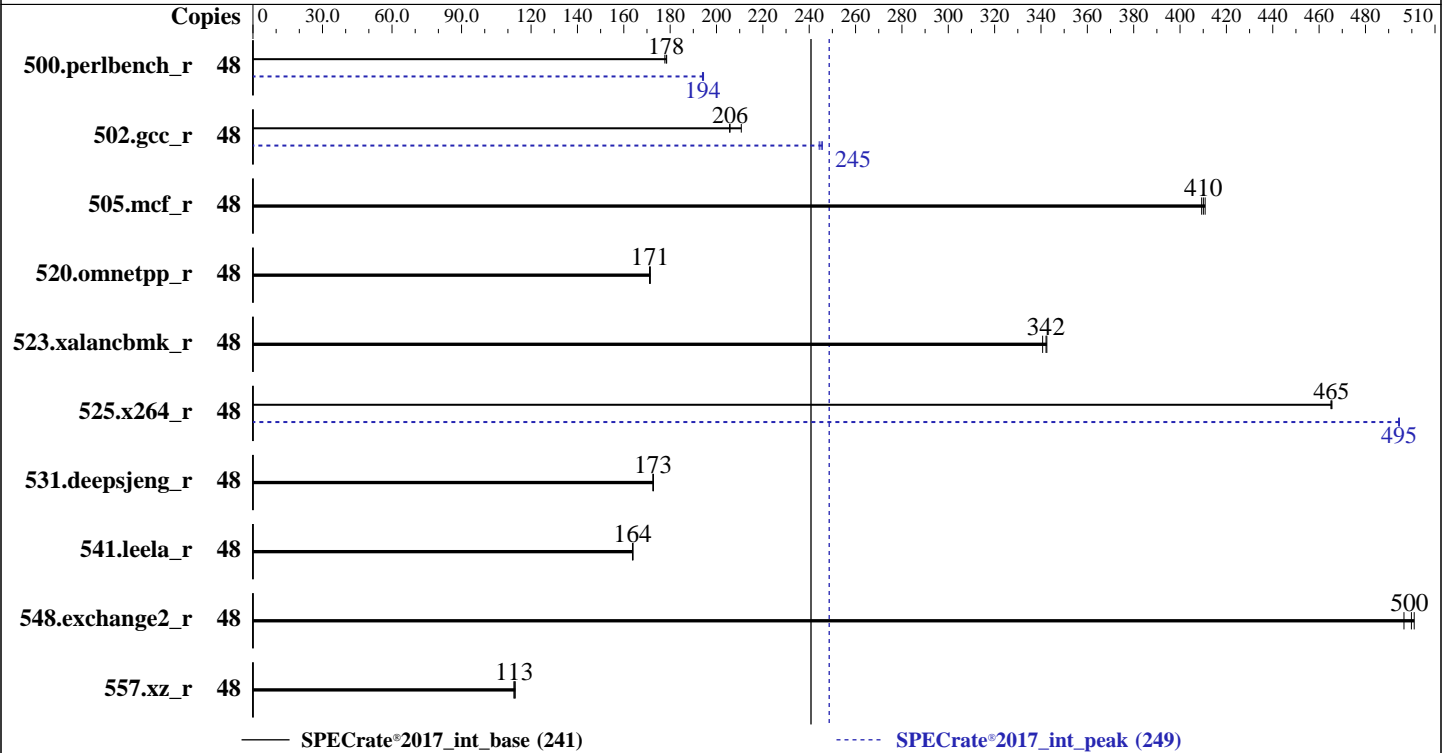 Copies 0 30.0 60.0 90.0 120 140 160 180 200 220 240 260 280 300 320 340 360 380 400 420 440 460 480 510
178
500.perlbench_r 48
194
206
502.gcc_r 48
245
410
505.mcf_r 48
171
520.omnetpp_r 48
342
523.xalancbmk_r 48
465
525.x264_r 48
495
173
531.deepsjeng_r 48
164
541.leela_r 48
500
548.exchange2_r 48
113
557.xz_r 48
SPECrate®2017_int_base (241) SPECrate®2017_int_peak (249)